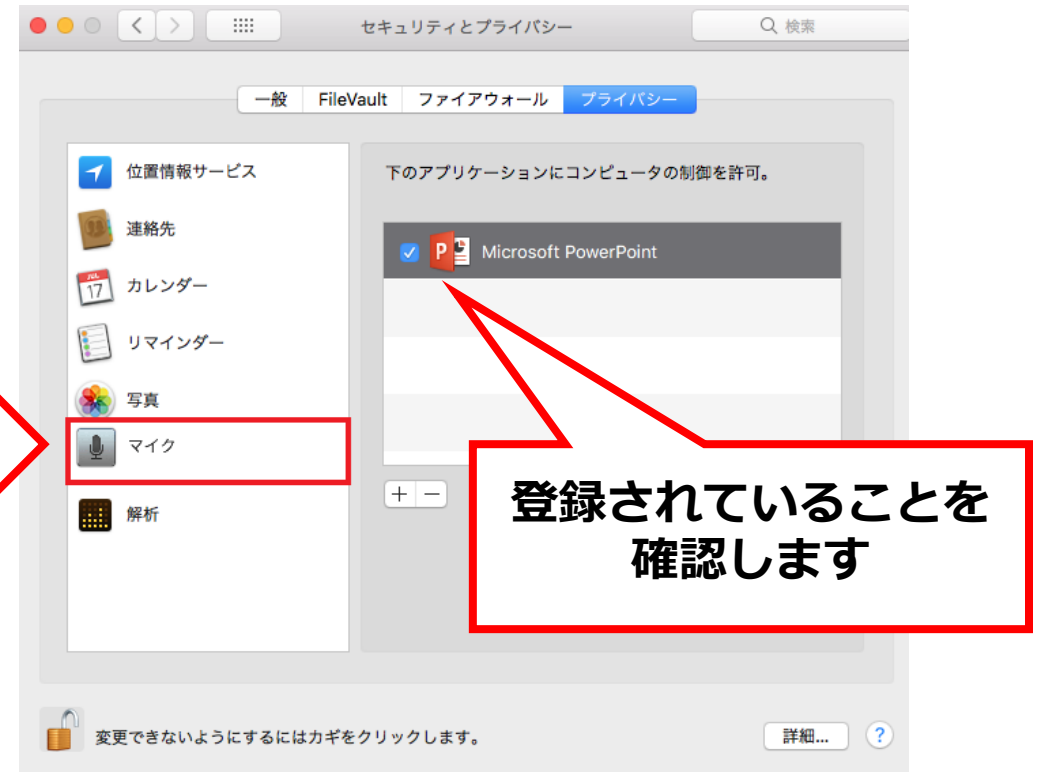 セキュリティとプライバシー
検索
一般 FileVault ファイアウォール プライバシー
位置情報サービス
連絡先
JUL
17
カレンダー
リマインダー
写真
マイク
解析
下のアプリケーションにコンピュータの制御を許可。
P
Microsoft PowerPoint
+ −
登録されていることを
確認します
変更できないようにするにはカギをクリックします。
詳細... ?